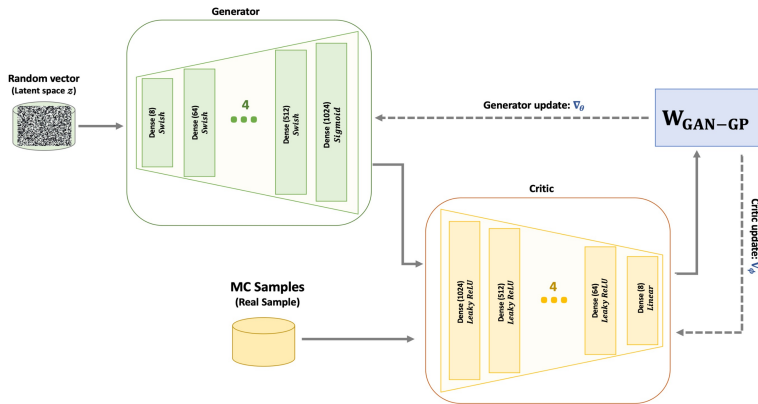 Generator
Random vector
(Latent space z)
Dense (8)
Swish
Dense (64)
Swish
4
Dense (512)
Swish
Dense (1024)
Sigmoid
Generator update: ∇θ
WGAN−GP
Critic update: ∇ϕ
Critic
MC Samples
(Real Sample)
Dense (1024)
Leaky ReLU
Dense (512)
Leaky ReLU
4
Dense (64)
Leaky ReLU
Dense (8)
Linear